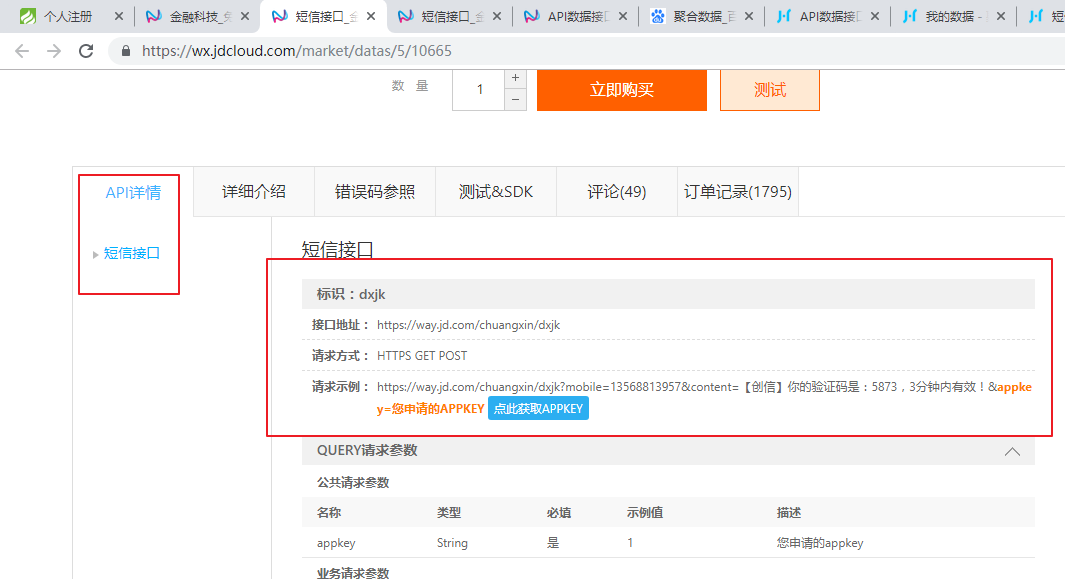 个人注册
金融科技_
短信接口_
短信接口_
API数据接口
聚合数据_
API数据接口
我的数据 -
短
https://wx.jdcloud.com/market/datas/5/10665
数 量
1
+
−
立即购买
测试
API详情
详细介绍
错误码参照
测试&SDK
评论(49)
订单记录(1795)
短信接口
短信接口
标识：dxjk
接口地址： https://way.jd.com/chuangxin/dxjk
请求方式： HTTPS GET POST
请求示例： https://way.jd.com/chuangxin/dxjk?mobile=13568813957&content=【创信】你的验证码是：5873，3分钟内有效！&appke
y=您申请的APPKEY 点此获取APPKEY
QUERY请求参数
公共请求参数
名称 类型 必填 示例值 描述
appkey String 是 1 您申请的appkey
业务请求参数